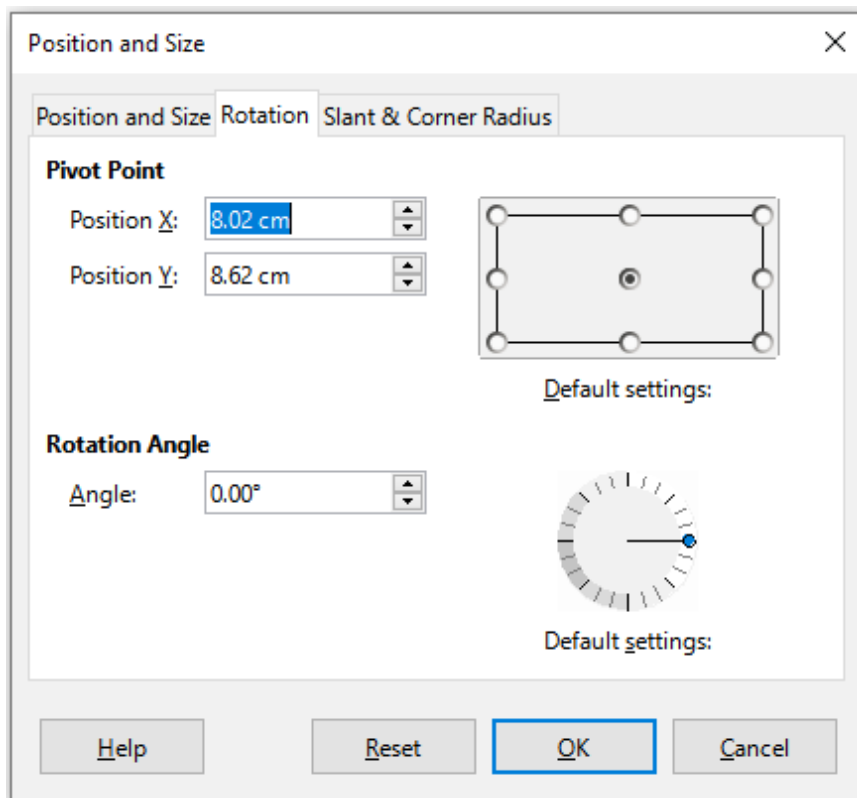 Position and Size
Position and Size Rotation Slant & Corner Radius
Pivot Point
Position X: 8.02 cm
Position Y: 8.62 cm
Default settings:
Rotation Angle
Angle: 0.00°
Default settings:
Help Reset OK Cancel